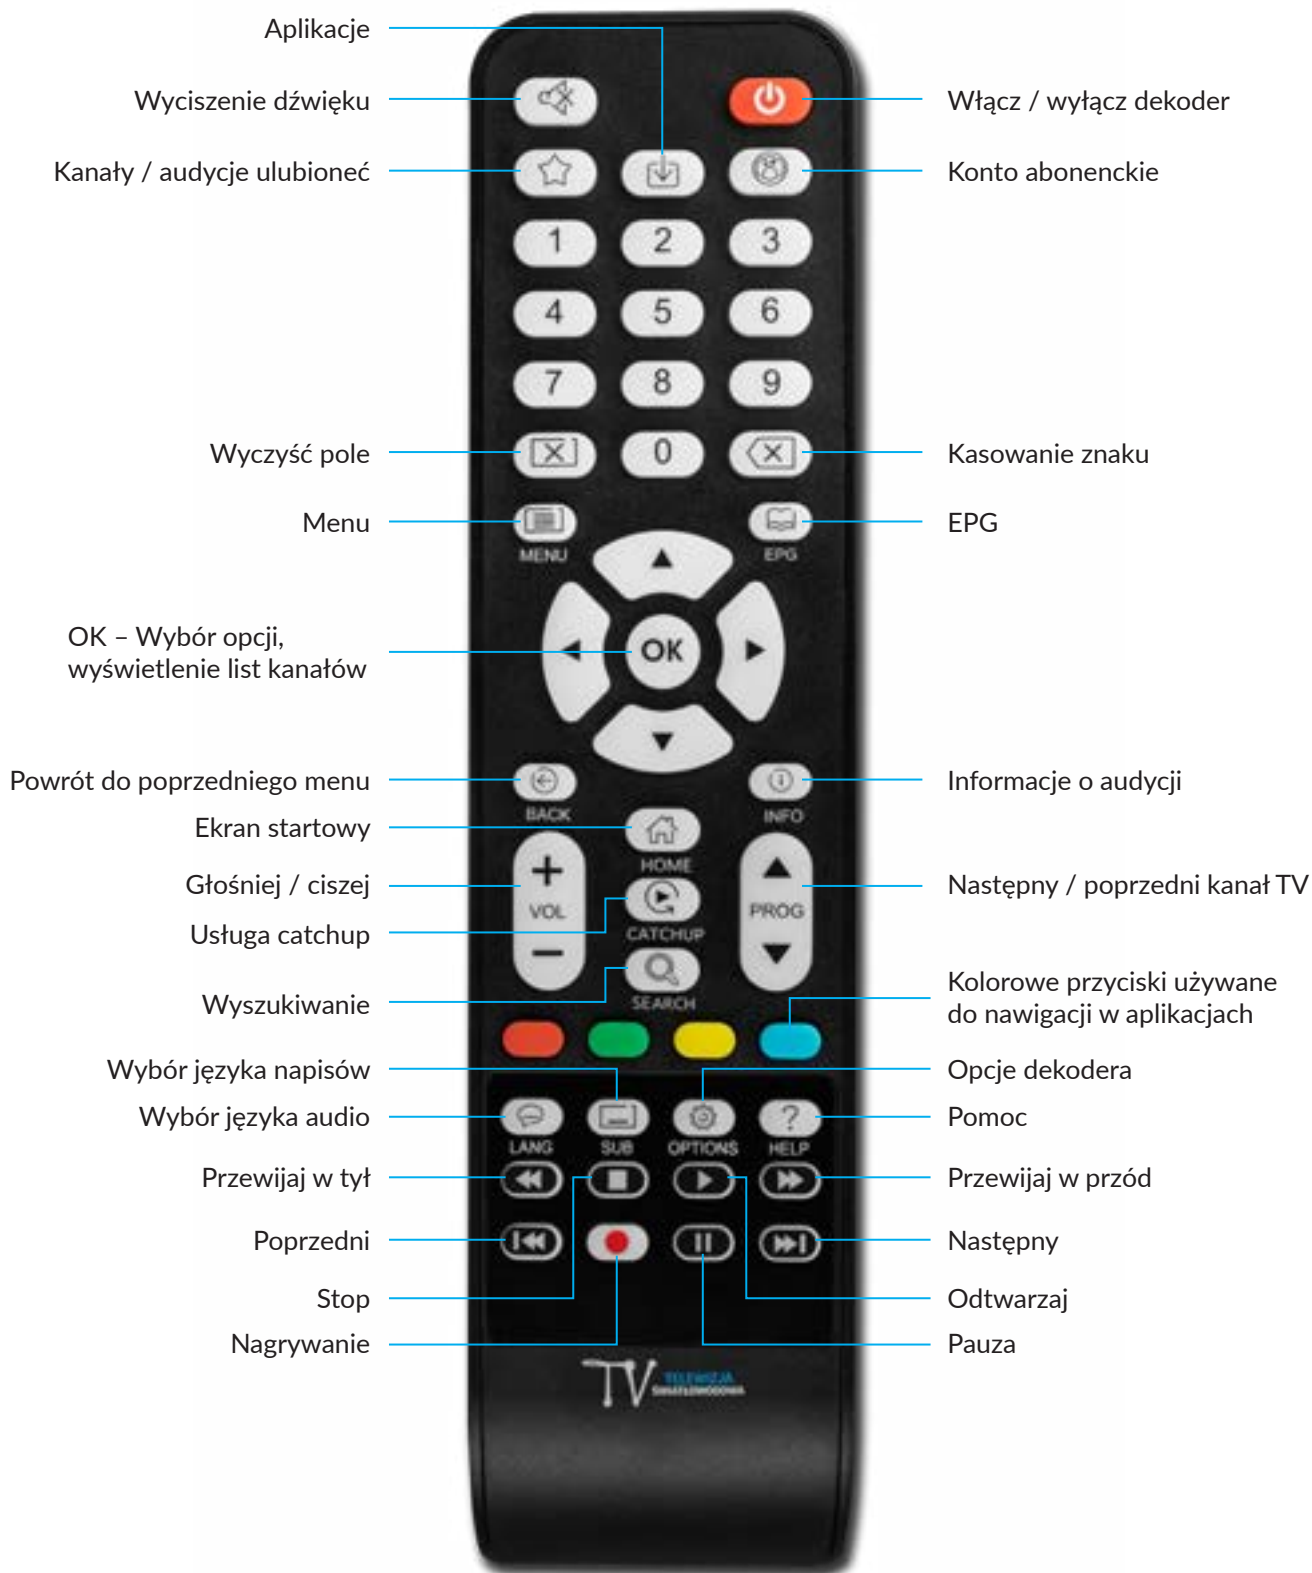 Aplikacje
Wyciszenie dźwięku
Włącz / wyłącz dekoder
Kanały / audycje ulubioneć
Konto abonenckie
1 2 3
4 5 6
7 8 9
Wyczyść pole
0
Kasowanie znaku
Menu
EPG
MENU
EPG
OK – Wybór opcji,
wyświetlenie list kanałów
OK
Powrót do poprzedniego menu
Informacje o audycji
BACK
INFO
Ekran startowy
HOME
Głośniej / ciszej
Następny / poprzedni kanał TV
VOL
PROG
Usługa catchup
CATCHUP
Wyszukiwanie
SEARCH
Kolorowe przyciski używane
do nawigacji w aplikacjach
Wybór języka napisów
Opcje dekodera
Wybór języka audio
Pomoc
LANG SUB OPTIONS HELP
Przewijaj w tył
Przewijaj w przód
Poprzedni
Następny
Stop
Odtwarzaj
Nagrywanie
Pauza
TV TELEWIZJA
ŚWIATŁOWODOWA